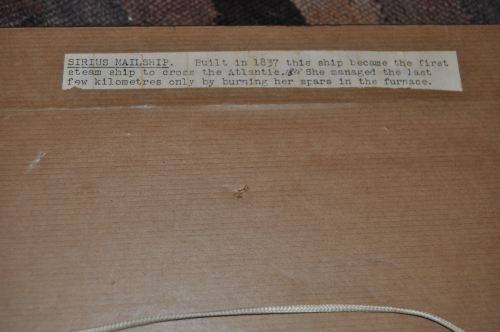 SIRIUS MAILSHIP. Built in 1837 this ship became the first
steam ship to cross the Atlantic. She managed the last
few kilometres only by burning her spars in the furnace.